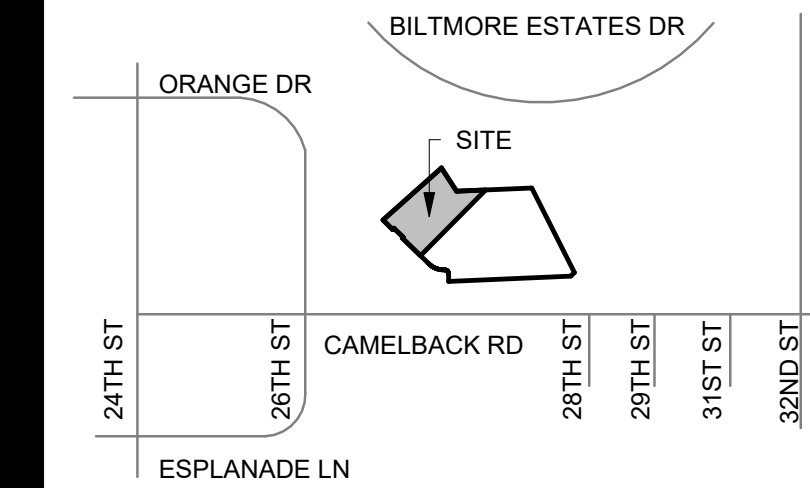 BILTMORE ESTATES DR
ORANGE DR
SITE
24TH ST
26TH ST
CAMELBACK RD
28TH ST
29TH ST
31ST ST
32ND ST
ESPLANADE LN